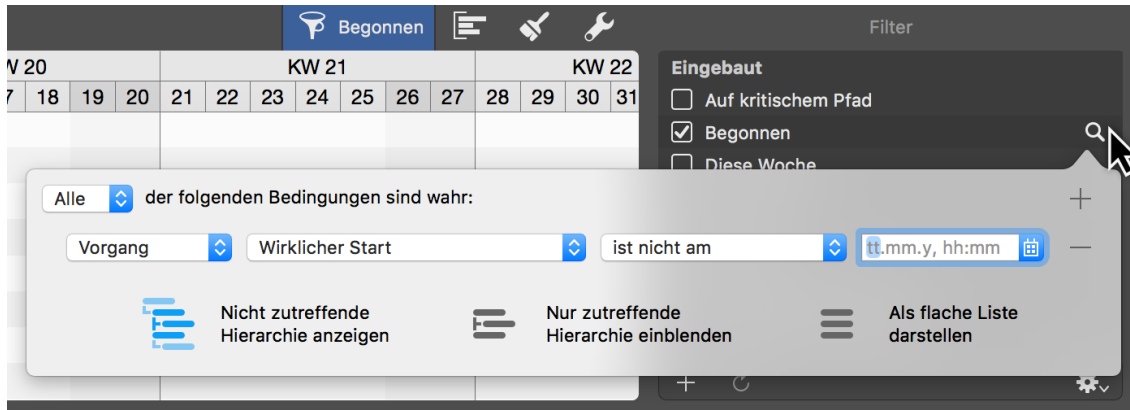 Begonnen
Filter
KW 20 KW 21 KW 22
18 19 20 21 22 23 24 25 26 27 28 29 30 31
Eingebaut
Auf kritischem Pfad
Begonnen
Diese Woche
Alle der folgenden Bedingungen sind wahr:
Vorgang Wirklicher Start ist nicht am tt.mm.y, hh:mm
Nicht zutreffende Nur zutreffende Als flache Liste
Hierarchie anzeigen Hierarchie einblenden darstellen